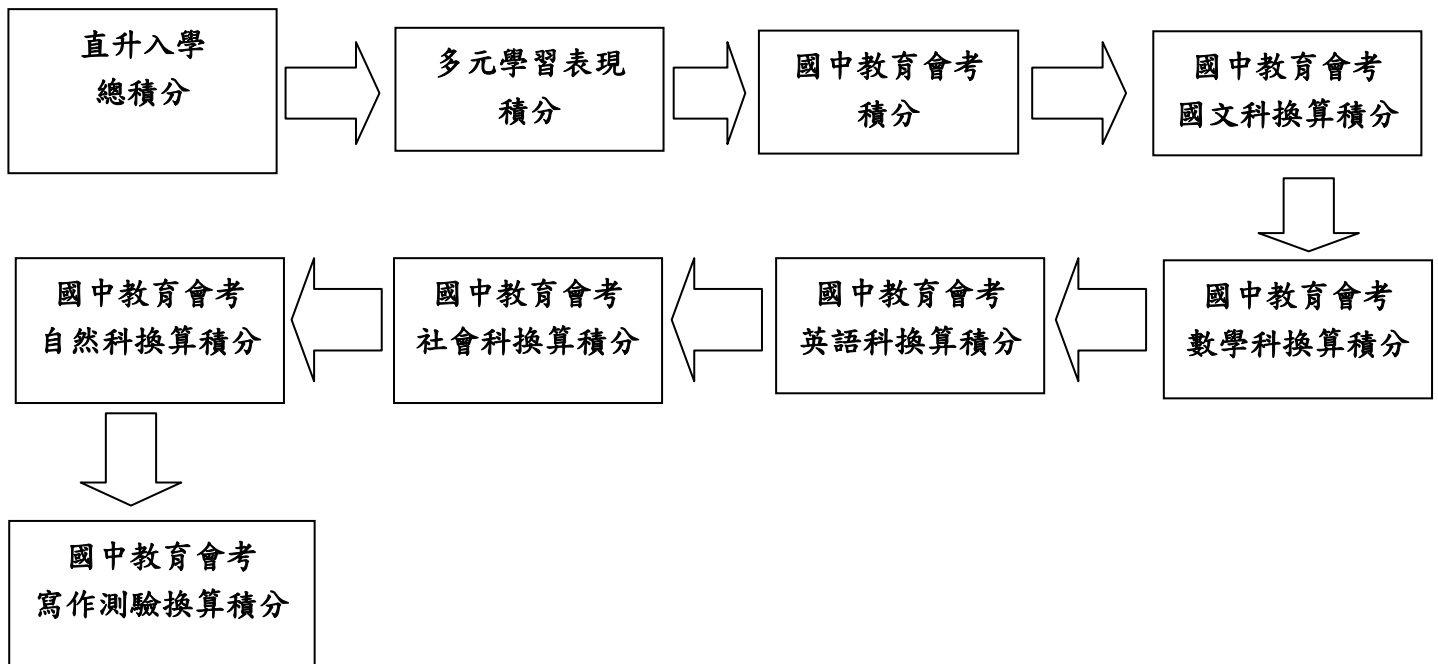 直升入學
總積分
多元學習表現
積分
國中教育會考
積分
國中教育會考
國文科換算積分
國中教育會考
數學科換算積分
國中教育會考
英語科換算積分
國中教育會考
社會科換算積分
國中教育會考
自然科換算積分
國中教育會考
寫作測驗換算積分